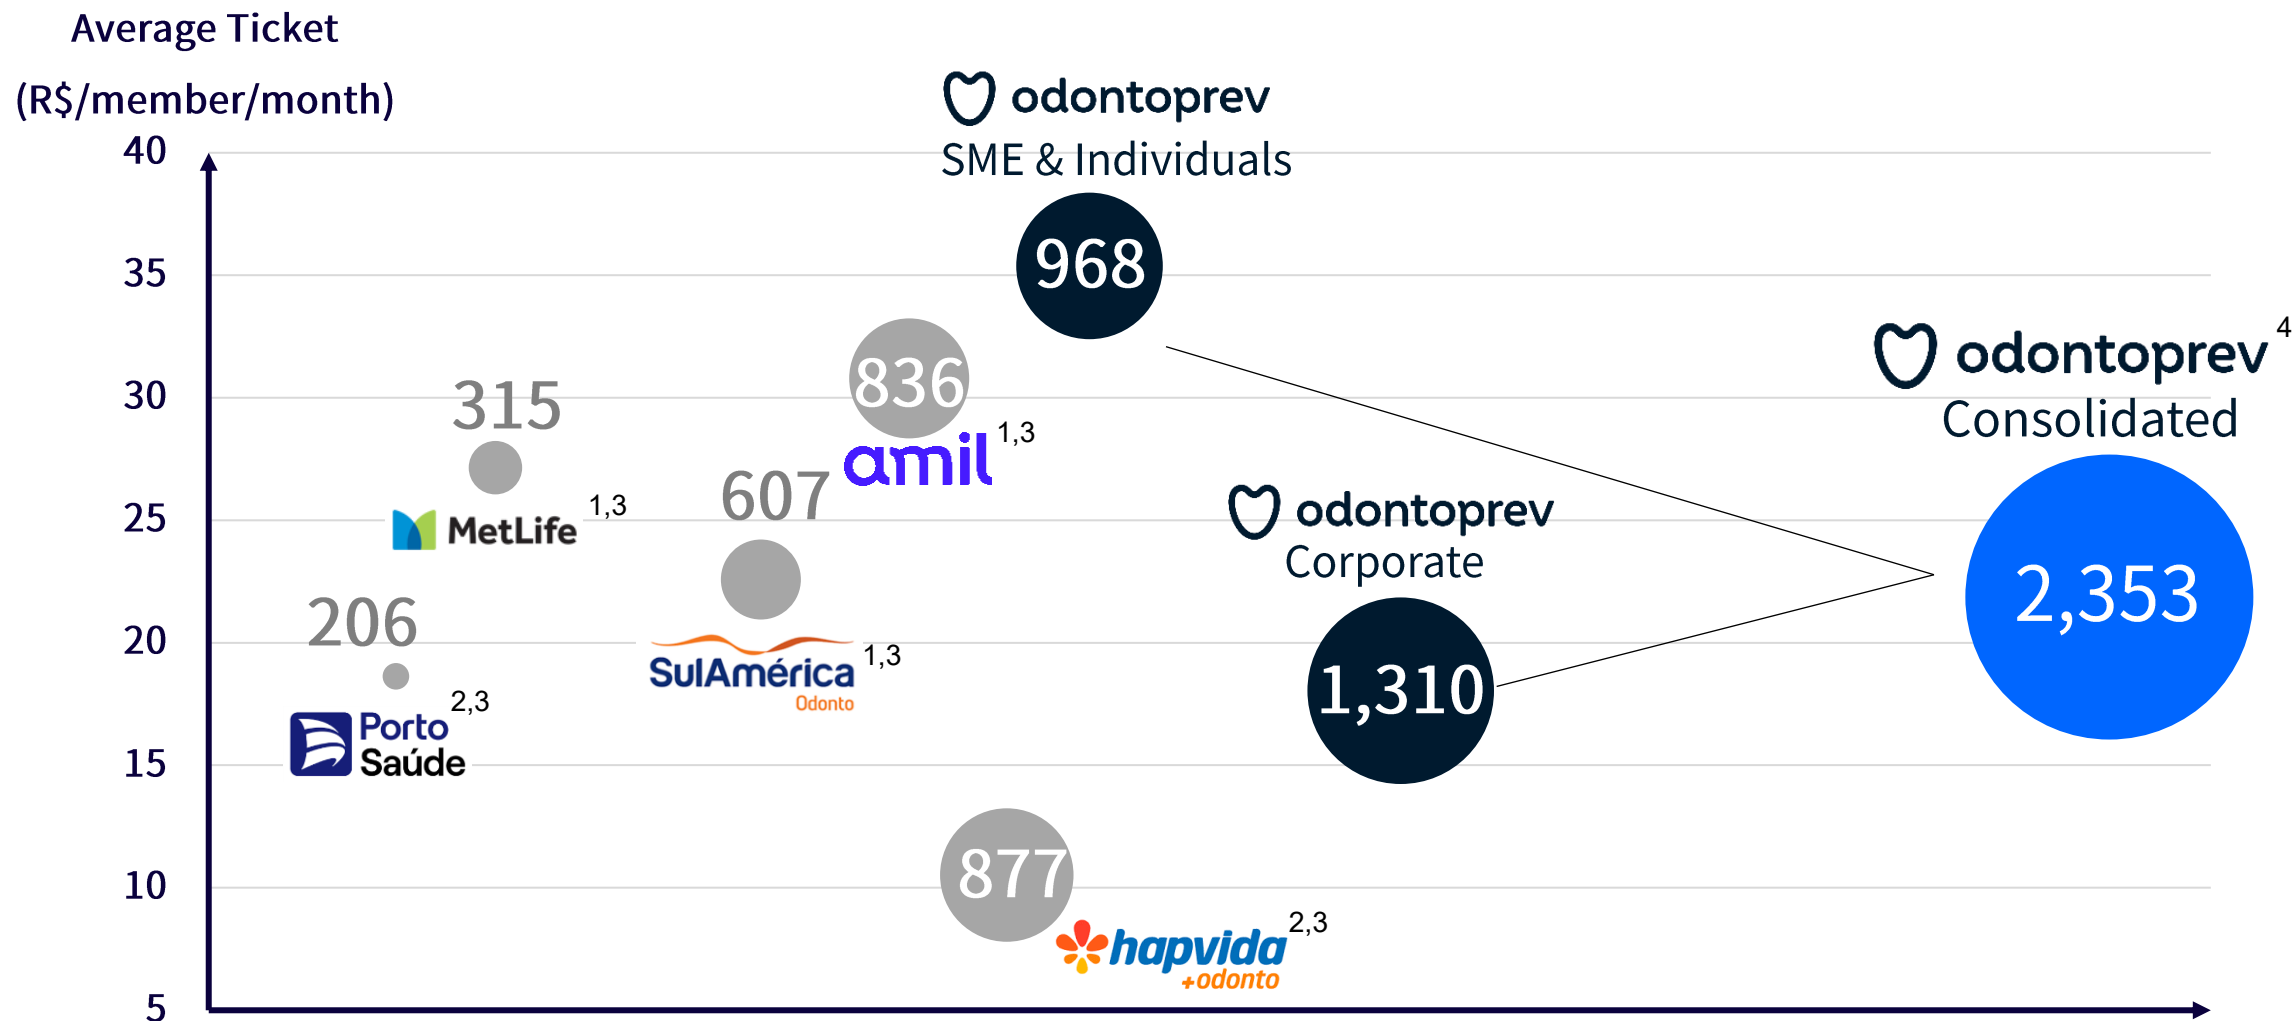 Average Ticket
(R$/member/month)
40
35
30
25
20
15
10
5
odontoprev
SME & Individuals
968
836
amil 1,3
315
MetLife 1,3
607
SulAmérica 1,3
Odonto
206
Porto 2,3
Saúde
odontoprev
Corporate
1,310
odontoprev 4
Consolidated
2,353
877
hapvida 2,3
+odonto